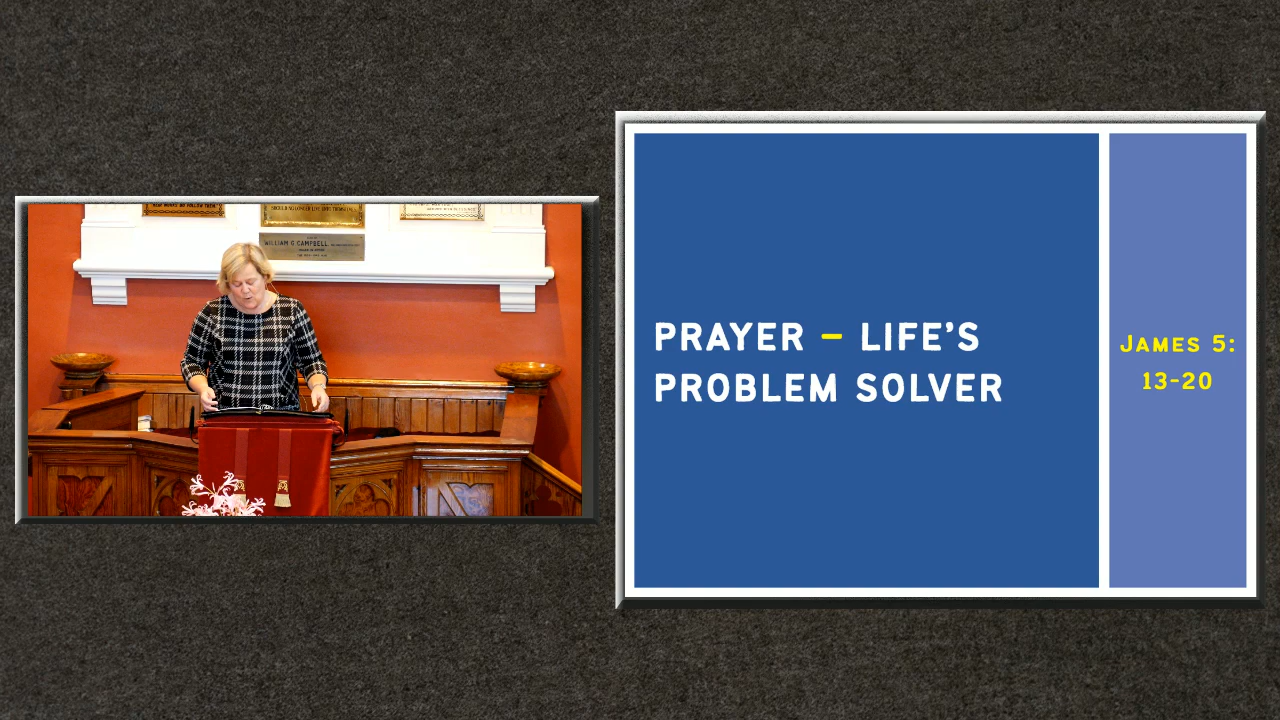 WILLIAM G CAMPBELL
PRAYER – LIFE'S
PROBLEM SOLVER
JAMES 5:
13-20